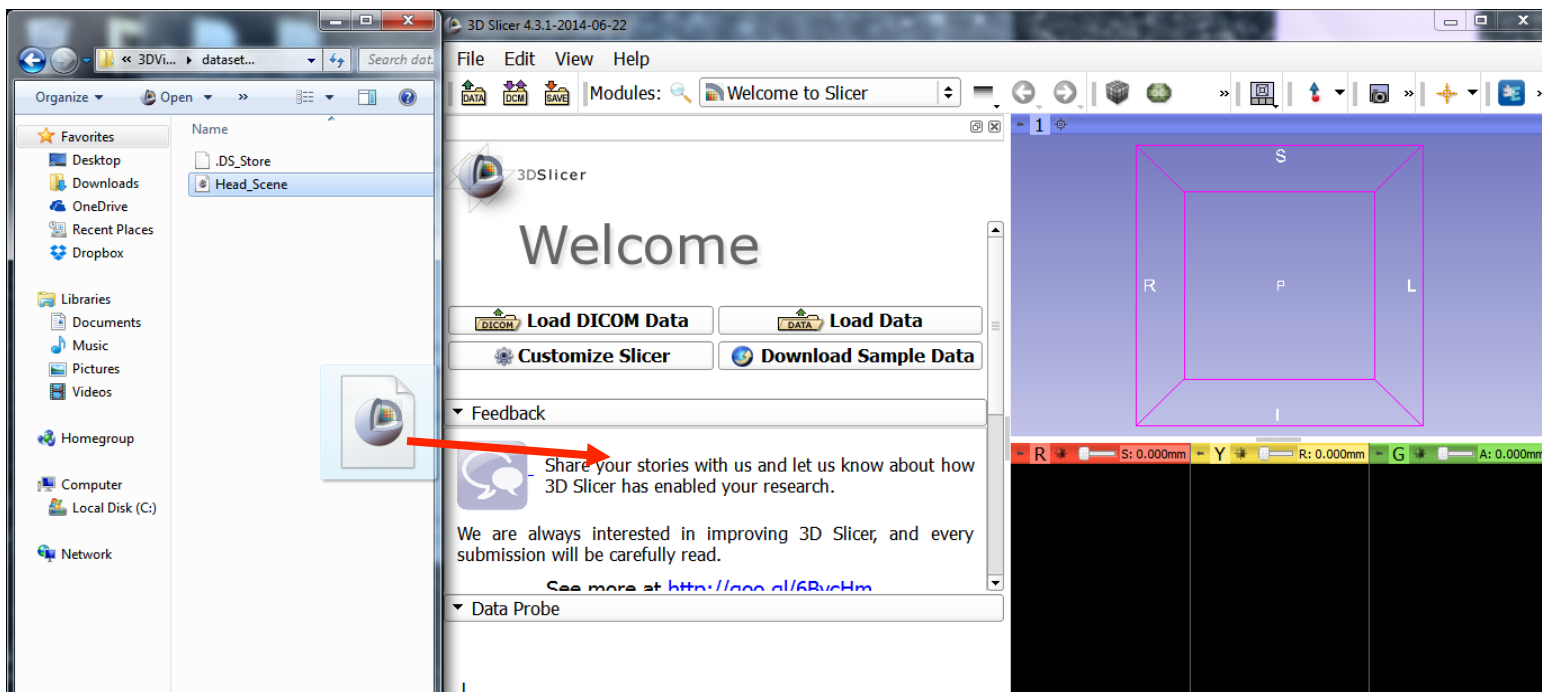 « 3DVi... ▸ dataset...
Search dat
Organize
Open
»
Favorites
Desktop
Downloads
OneDrive
Recent Places
Dropbox
Libraries
Documents
Music
Pictures
Videos
Homegroup
Computer
Local Disk (C:)
Network
Name
.DS_Store
Head_Scene
3D Slicer 4.3.1-2014-06-22
File Edit View Help
DATA DCM SAVE Modules: Welcome to Slicer » » »
3DSlicer
Welcome
DICOM Load DICOM Data
DATA Load Data
Customize Slicer
Download Sample Data
Feedback
Share your stories with us and let us know about how
3D Slicer has enabled your research.
We are always interested in improving 3D Slicer, and every
submission will be carefully read.
See more at http://goo.gl/6BvcHm
Data Probe
L
1
S
R P L
I
R S: 0.000mm
Y R: 0.000mm
G A: 0.000mm